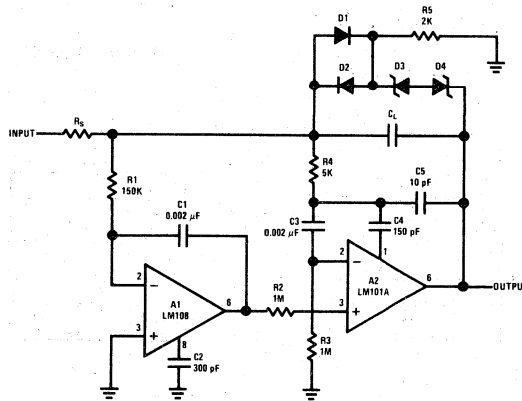 D1
R5
2K
D2
D3
D4
INPUT
RS
CL
R1
150K
R4
5K
C5
10 pF
C1
0.002 μF
C3
0.002 μF
C4
150 pF
2
A1
LM108
3
6
8
C2
300 pF
R2
1M
2
1
A2
LM101A
3
6
OUTPUT
R3
1M